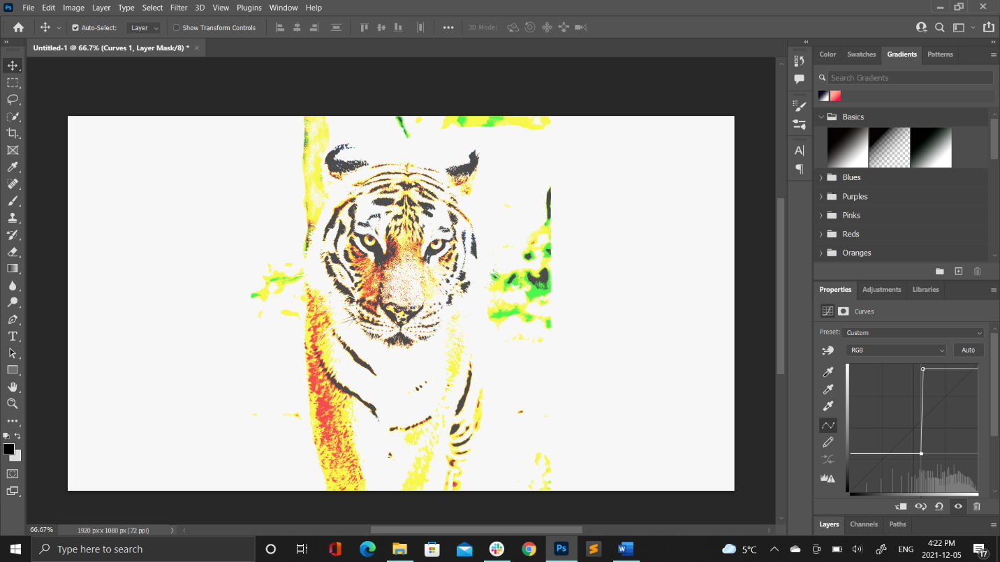 Ps File Edit Image Layer Type Select Filter 3D View Plugins Window Help
Auto-Select: Layer Show Transform Controls 3D Mode:
Untitled-1 @ 66.7% (Curves 1, Layer Mask/8) *
Color Swatches Gradients Patterns
Search Gradients
Basics
Blues
Purples
Pinks
Reds
Oranges
Properties Adjustments Libraries
Curves
Preset: Custom
RGB Auto
66.67% 1920 px x 1080 px (72 ppi)
Layers Channels Paths
Type here to search
5°C ENG 4:22 PM
2021-12-05
17